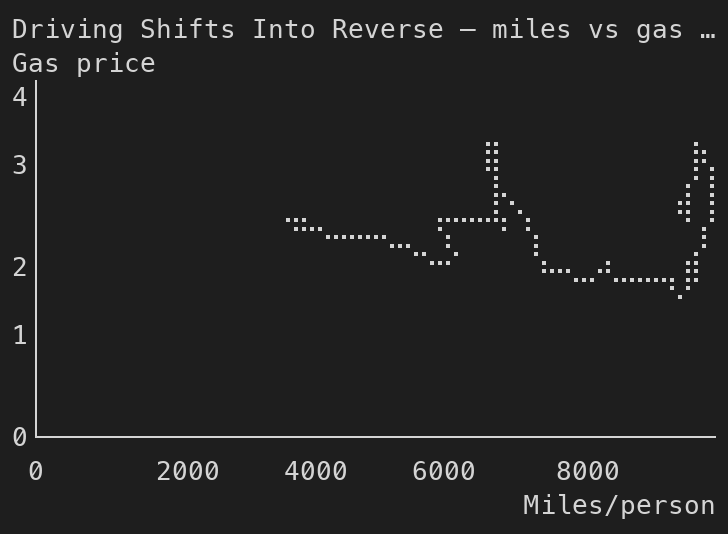 Driving Shifts Into Reverse — miles vs gas …
Gas price
4
3
2
1
0
0 2000 4000 6000 8000
Miles/person